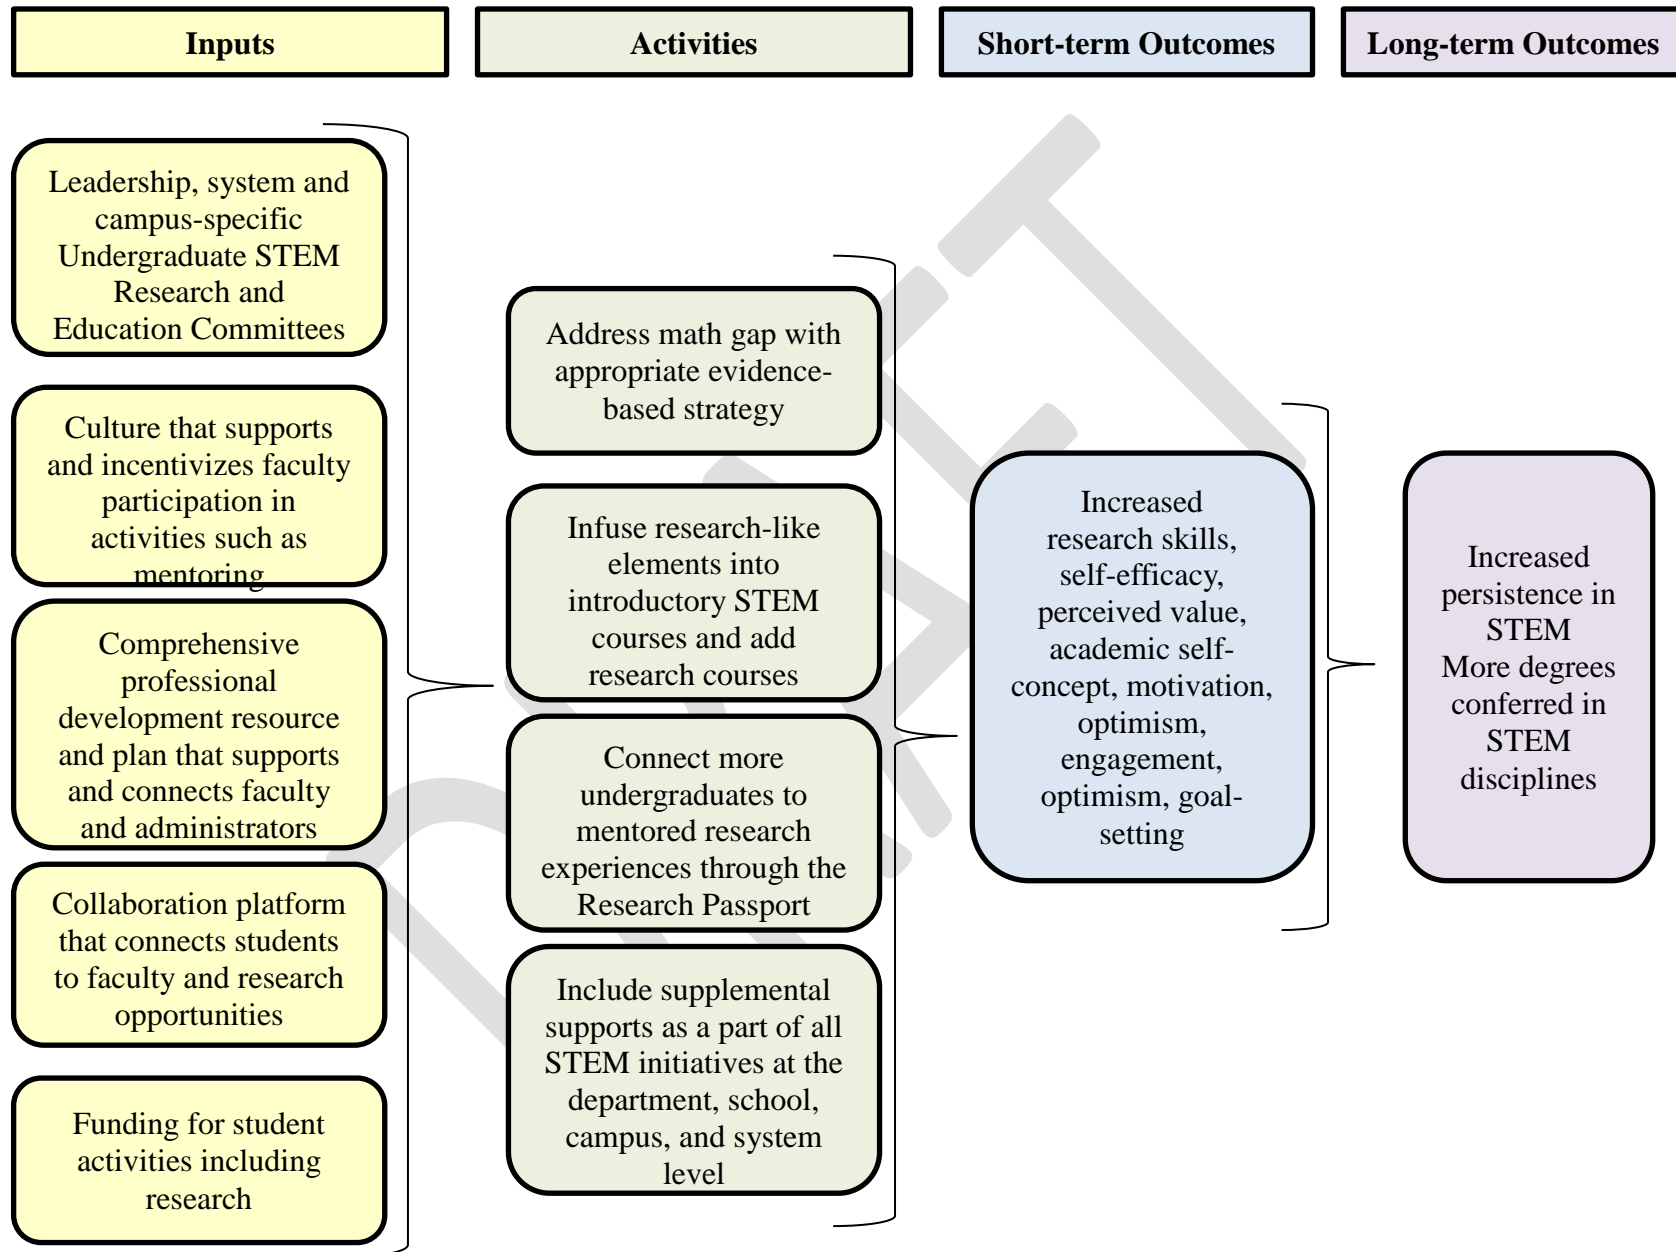 Inputs
Activities
Short-term Outcomes
Long-term Outcomes
Leadership, system and
campus-specific
Undergraduate STEM
Research and
Education Committees
Culture that supports
and incentivizes faculty
participation in
activities such as
mentoring
Comprehensive
professional
development resource
and plan that supports
and connects faculty
and administrators
Collaboration platform
that connects students
to faculty and research
opportunities
Funding for student
activities including
research
Address math gap with
appropriate evidence-
based strategy
Infuse research-like
elements into
introductory STEM
courses and add
research courses
Connect more
undergraduates to
mentored research
experiences through the
Research Passport
Include supplemental
supports as a part of all
STEM initiatives at the
department, school,
campus, and system
level
Increased
research skills,
self-efficacy,
perceived value,
academic self-
concept, motivation,
optimism,
engagement,
optimism, goal-
setting
Increased
persistence in
STEM
More degrees
conferred in
STEM
disciplines
DRAFT